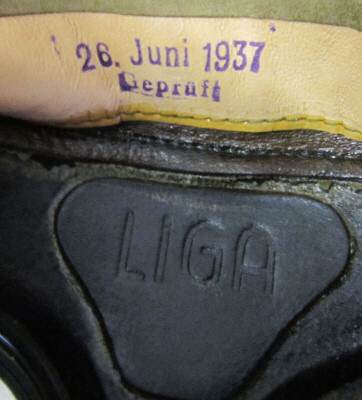 26. Juni 1937
Geprüft
LIGA